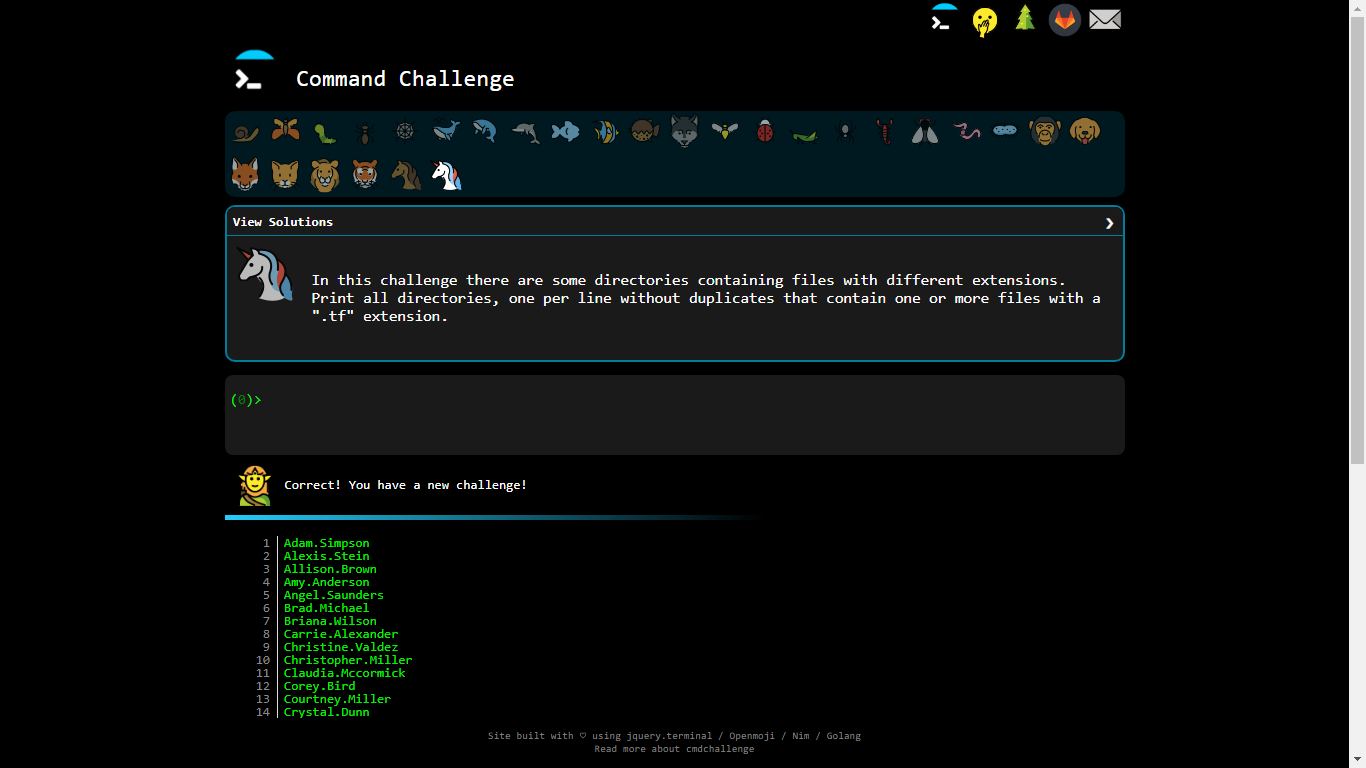 Command Challenge
View Solutions
In this challenge there are some directories containing files with different extensions.
Print all directories, one per line without duplicates that contain one or more files with a
".tf" extension.
(0)>
Correct! You have a new challenge!
1 Adam.Simpson
2 Alexis.Stein
3 Allison.Brown
4 Amy.Anderson
5 Angel.Saunders
6 Brad.Michael
7 Briana.Wilson
8 Carrie.Alexander
9 Christine.Valdez
10 Christopher.Miller
11 Claudia.Mccormick
12 Corey.Bird
13 Courtney.Miller
14 Crystal.Dunn
Site built with ♡ using jquery.terminal / Openmoji / Nim / Golang
Read more about cmdchallenge